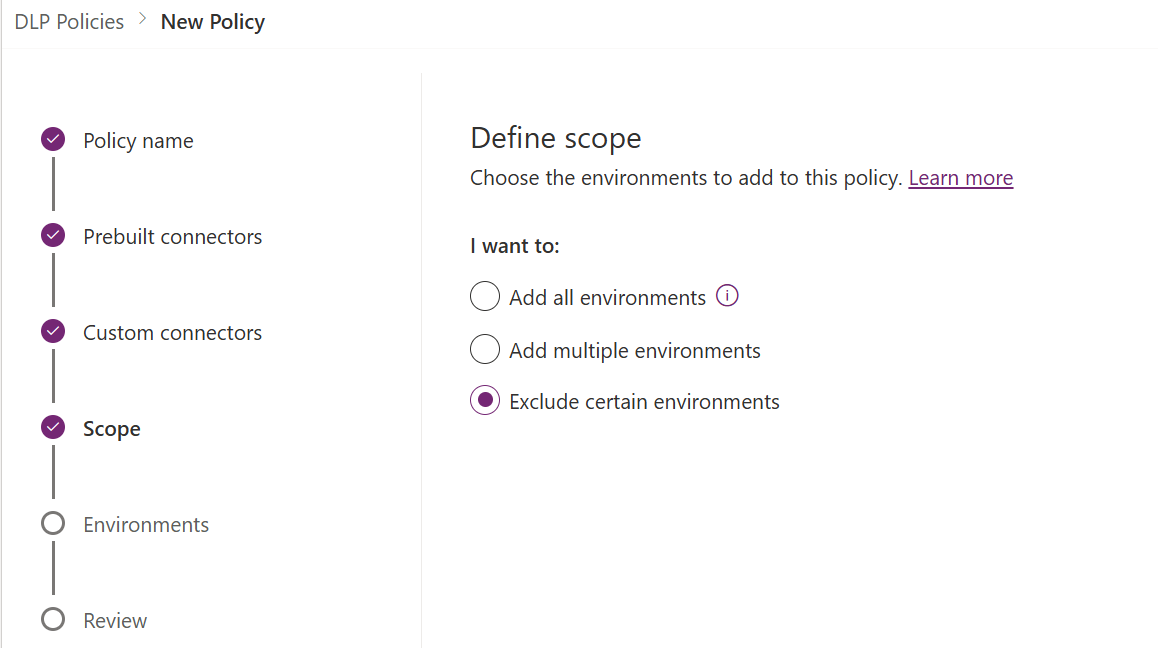 DLP Policies > New Policy
Policy name
Prebuilt connectors
Custom connectors
Scope
Environments
Review
Define scope
Choose the environments to add to this policy. Learn more
I want to:
Add all environments
Add multiple environments
Exclude certain environments